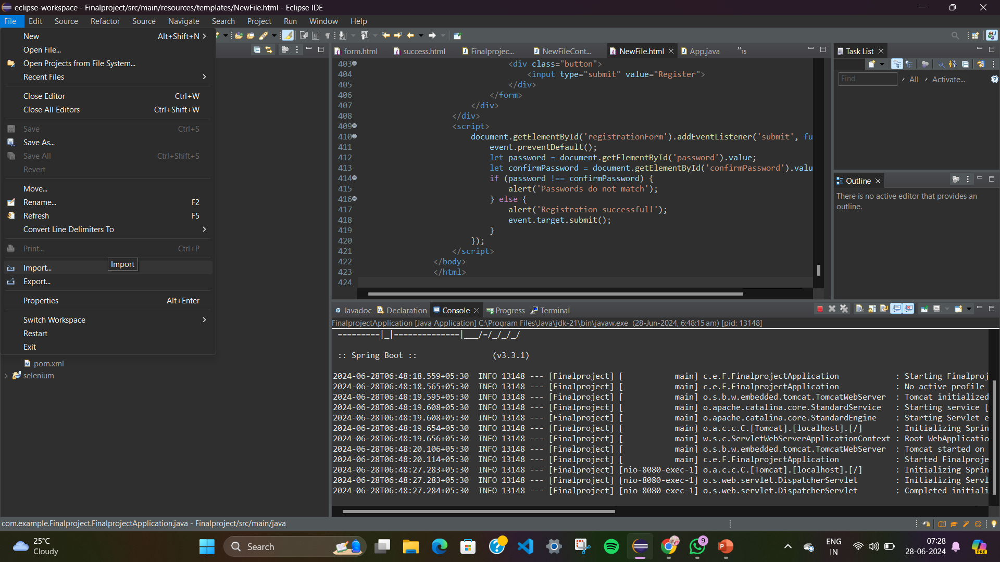 eclipse-workspace - Finalproject/src/main/resources/templates/NewFile.html - Eclipse IDE
File Edit Source Refactor Source Navigate Search Project Run Window Help
New Alt+Shift+N
Open File...
Open Projects from File System...
Recent Files
Close Editor Ctrl+W
Close All Editors Ctrl+Shift+W
Save Ctrl+S
Save As...
Save All Ctrl+Shift+S
Revert
Move...
Rename... F2
Refresh F5
Convert Line Delimiters To
Print... Ctrl+P
Import...
Import
Export...
Properties Alt+Enter
Switch Workspace
Restart
Exit
pom.xml
selenium
form.html success.html Finalprojec... NewFileCont... NewFile.html App.java »15
403 <div class="button">
404 <input type="submit" value="Register">
405 </div>
406 </form>
407 </div>
408 </div>
409 <script>
410 document.getElementById('registrationForm').addEventListener('submit', fu
411 event.preventDefault();
412 let password = document.getElementById('password').value;
413 let confirmPassword = document.getElementById('confirmPassword').valu
414 if (password !== confirmPassword) {
415 alert('Passwords do not match');
416 } else {
417 alert('Registration successful!');
418 event.target.submit();
419 }
420 });
421 </script>
422 </body>
423 </html>
424
Task List
Find All Activate...
Outline
There is no active editor that provides an
outline.
Javadoc Declaration Console Progress Terminal
FinalprojectApplication [Java Application] C:\Program Files\Java\jdk-21\bin\javaw.exe (28-Jun-2024, 6:48:15 am) [pid: 13148]
=========|_|==============|___/=/_/_/_/
:: Spring Boot :: (v3.3.1)
2024-06-28T06:48:18.559+05:30 INFO 13148 --- [Finalproject] [ main] c.e.F.FinalprojectApplication : Starting Finalproj
2024-06-28T06:48:18.565+05:30 INFO 13148 --- [Finalproject] [ main] c.e.F.FinalprojectApplication : No active profile
2024-06-28T06:48:19.595+05:30 INFO 13148 --- [Finalproject] [ main] o.s.b.w.embedded.tomcat.TomcatWebServer : Tomcat initialized
2024-06-28T06:48:19.608+05:30 INFO 13148 --- [Finalproject] [ main] o.apache.catalina.core.StandardService : Starting service [
2024-06-28T06:48:19.608+05:30 INFO 13148 --- [Finalproject] [ main] o.apache.catalina.core.StandardEngine : Starting Servlet e
2024-06-28T06:48:19.654+05:30 INFO 13148 --- [Finalproject] [ main] o.a.c.c.C.[Tomcat].[localhost].[/] : Initializing Sprin
2024-06-28T06:48:19.656+05:30 INFO 13148 --- [Finalproject] [ main] w.s.c.ServletWebServerApplicationContext : Root WebApplicatio
2024-06-28T06:48:20.106+05:30 INFO 13148 --- [Finalproject] [ main] o.s.b.w.embedded.tomcat.TomcatWebServer : Tomcat started on
2024-06-28T06:48:20.114+05:30 INFO 13148 --- [Finalproject] [ main] c.e.F.FinalprojectApplication : Started Finalproje
2024-06-28T06:48:27.283+05:30 INFO 13148 --- [Finalproject] [nio-8080-exec-1] o.a.c.c.C.[Tomcat].[localhost].[/] : Initializing Sprin
2024-06-28T06:48:27.283+05:30 INFO 13148 --- [Finalproject] [nio-8080-exec-1] o.s.web.servlet.DispatcherServlet : Initializing Servl
2024-06-28T06:48:27.284+05:30 INFO 13148 --- [Finalproject] [nio-8080-exec-1] o.s.web.servlet.DispatcherServlet : Completed initiali
com.example.Finalproject.FinalprojectApplication.java - Finalproject/src/main/java
25°C
Cloudy
Search
9
ENG
IN
07:28
28-06-2024
PRE